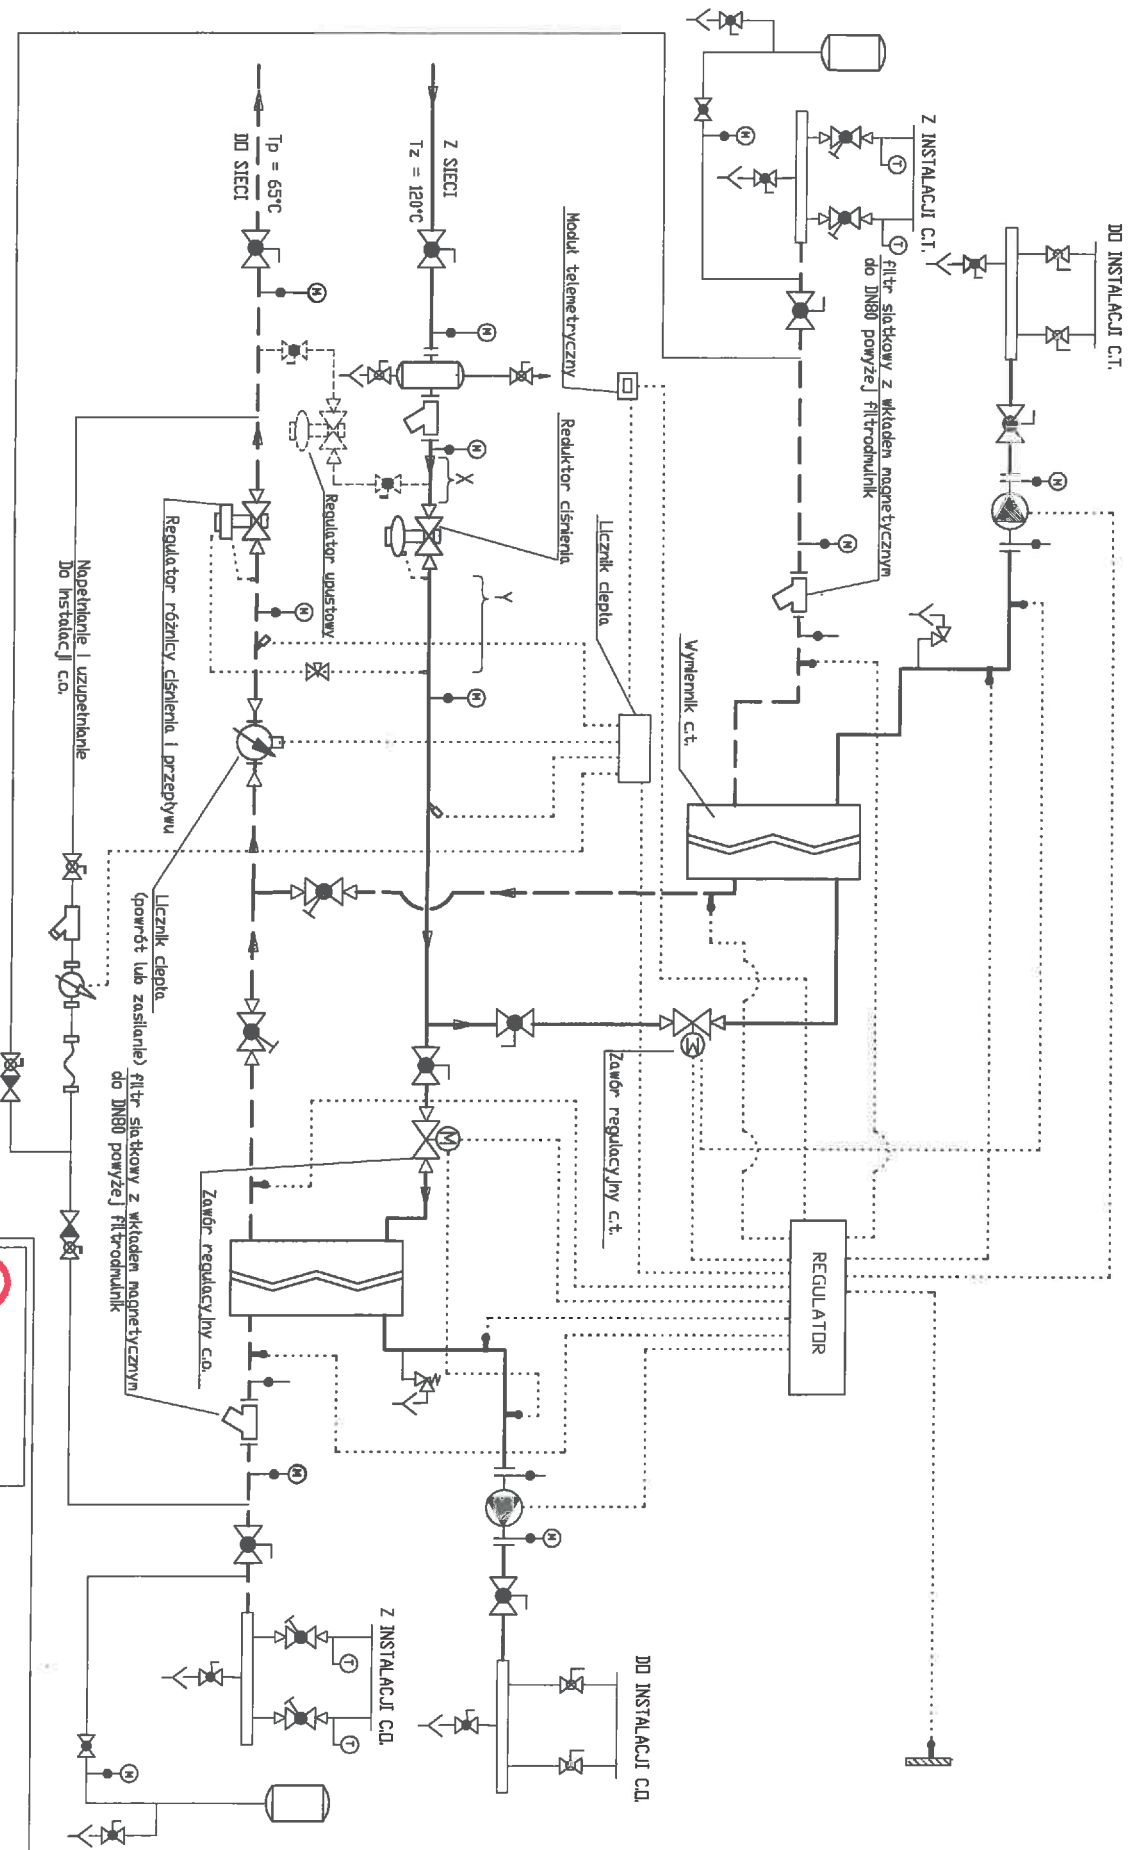 DO INSTALACJI C.T.
Z INSTALACJI C.T.
T
T
M
M
filtr siatkowy z wkładem magnetycznym
do DN80 powyżej filtrodmulnik
M
Wymiennik c.t.
Z SIECI
Tz = 120°C
Moduł telemetryczny
M
M
X
Reduktor ciśnienia
Licznik ciepła
Y
M
Tp = 65°C
DO SIECI
M
Regulator upustowy
Regulator różnicy ciśnienia i przepływu
M
Napełnianie i uzupełnianie
Do instalacji c.o.
Licznik ciepła
(powrót lub zasilanie)
filtr siatkowy z wkładem magnetycznym
do DN80 powyżej filtrodmulnik
M
Zawór regulacyjny c.t.
M
Zawór regulacyjny c.o.
REGULATOR
M
M
DO INSTALACJI C.O.
Z INSTALACJI C.O.
T
T
M